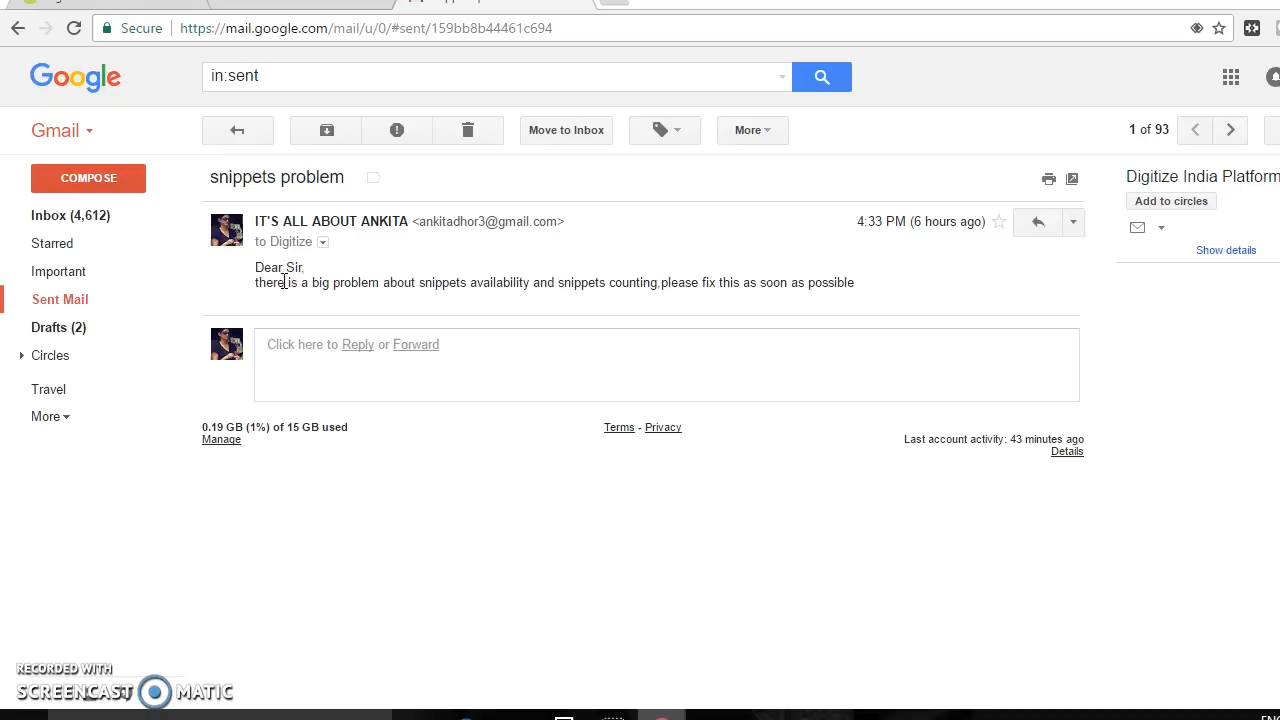 Secure https://mail.google.com/mail/u/0/#sent/159bb8b44461c694
Google
in:sent
Gmail
Move to Inbox
More
1 of 93
COMPOSE
snippets problem
Digitize India Platform
Add to circles
Inbox (4,612)
IT'S ALL ABOUT ANKITA <ankitadhor3@gmail.com>
4:33 PM (6 hours ago)
Starred
to Digitize
Show details
Important
Dear Sir,
there is a big problem about snippets availability and snippets counting,please fix this as soon as possible
Sent Mail
Drafts (2)
Circles
Click here to Reply or Forward
Travel
More
0.19 GB (1%) of 15 GB used
Manage
Terms - Privacy
Last account activity: 43 minutes ago
Details
RECORDED WITH
SCREENCAST MATIC